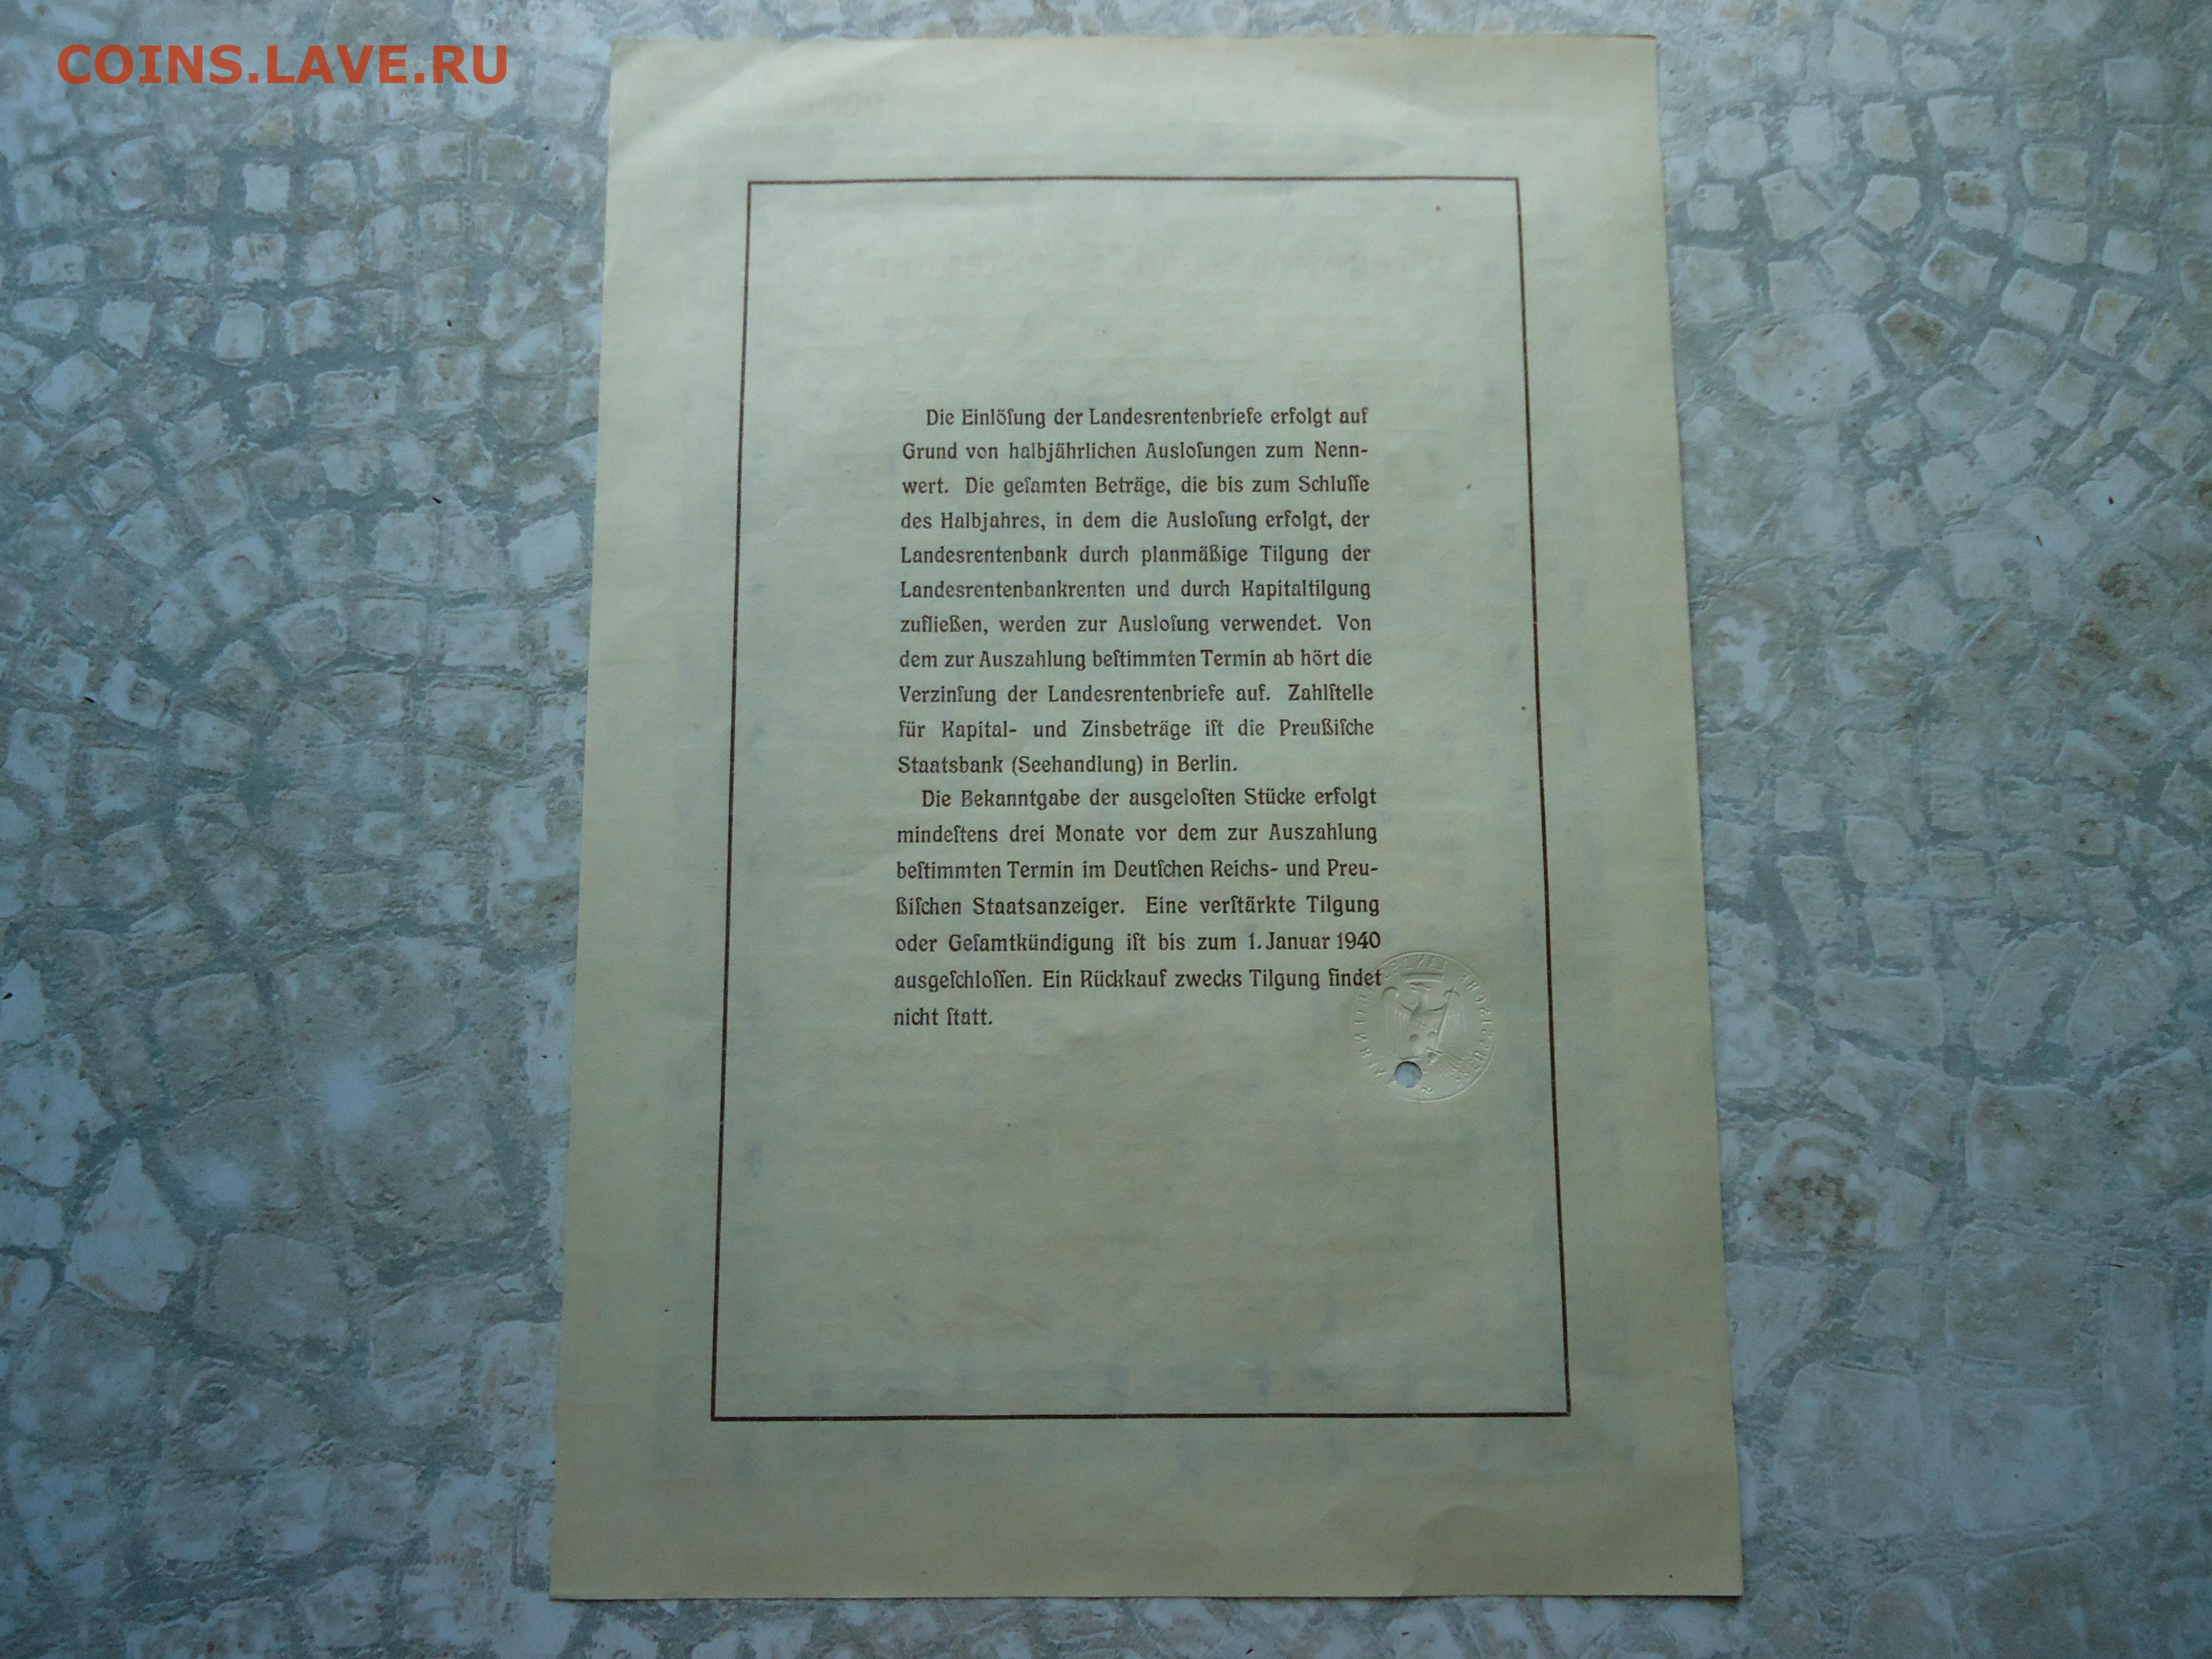 COINS.LAVE.RU
Die Einlöſung der Landesrentenbriefe erfolgt auf
Grund von halbjährlichen Ausloſungen zum Nenn-
wert. Die geſamten Beträge, die bis zum Schluſſe
des Halbjahres, in dem die Ausloſung erfolgt, der
Landesrentenbank durch planmäßige Tilgung der
Landesrentenbankrenten und durch Kapitaltilgung
zufließen, werden zur Ausloſung verwendet. Von
dem zur Auszahlung beſtimmten Termin ab hört die
Verzinſung der Landesrentenbriefe auf. Zahlſtelle
für Kapital- und Zinsbeträge iſt die Preußiſche
Staatsbank (Seehandlung) in Berlin.
Die Bekanntgabe der ausgeloſten Stücke erfolgt
mindeſtens drei Monate vor dem zur Auszahlung
beſtimmten Termin im Deutſchen Reichs- und Preu-
ßiſchen Staatsanzeiger. Eine verſtärkte Tilgung
oder Geſamtkündigung iſt bis zum 1. Januar 1940
ausgeſchloſſen. Ein Rückkauf zwecks Tilgung findet
nicht ſtatt.